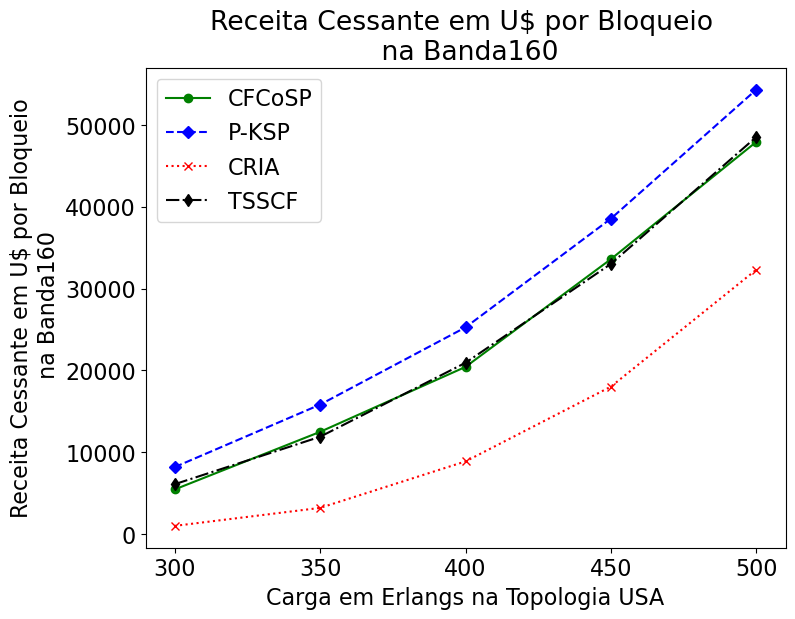 Receita Cessante em U$ por Bloqueio
na Banda160
Receita Cessante em U$ por Bloqueio
na Banda160
CFCoSP
P-KSP
CRIA
TSSCF
50000
40000
30000
20000
10000
0
300 350 400 450 500
Carga em Erlangs na Topologia USA